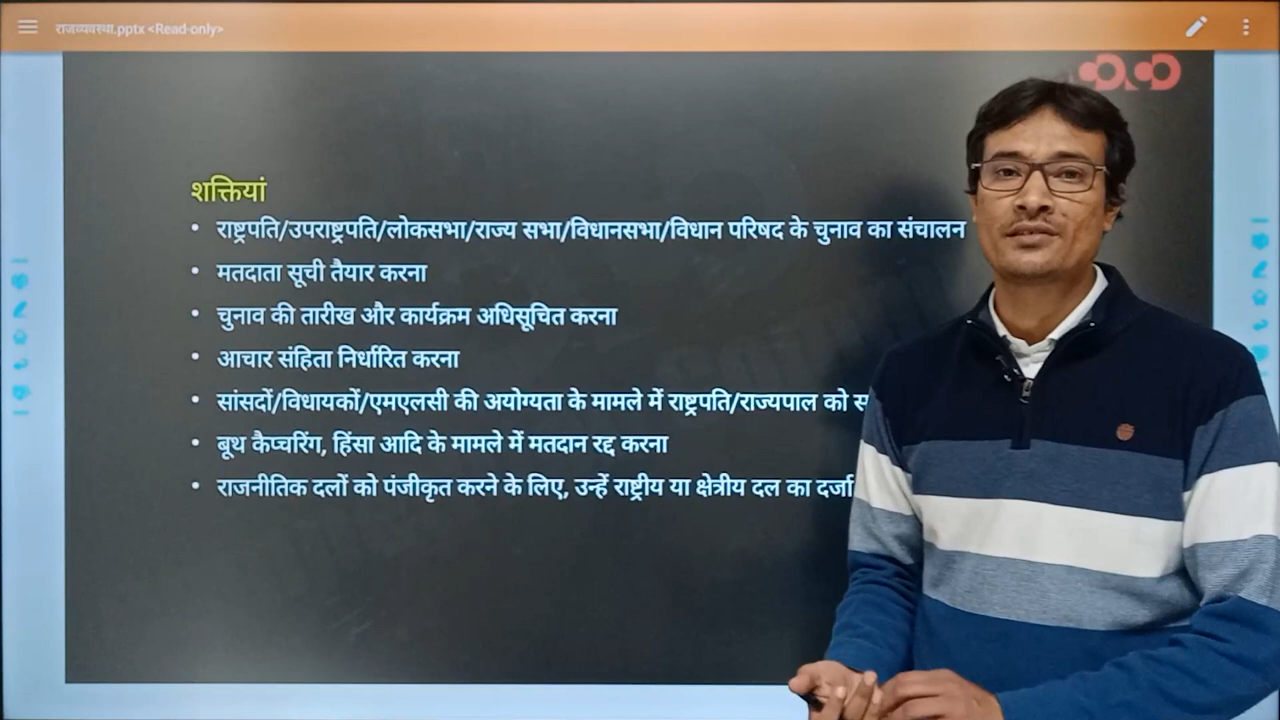 राजव्यवस्था.pptx <Read-only>
शक्तियां
• राष्ट्रपति/उपराष्ट्रपति/लोकसभा/राज्य सभा/विधानसभा/विधान परिषद के चुनाव का संचालन
• मतदाता सूची तैयार करना
• चुनाव की तारीख और कार्यक्रम अधिसूचित करना
• आचार संहिता निर्धारित करना
• सांसदों/विधायकों/एमएलसी की अयोग्यता के मामले में राष्ट्रपति/राज्यपाल को
• बूथ कैप्चरिंग, हिंसा आदि के मामले में मतदान रद्द करना
• राजनीतिक दलों को पंजीकृत करने के लिए, उन्हें राष्ट्रीय या क्षेत्रीय दल का दर्जा